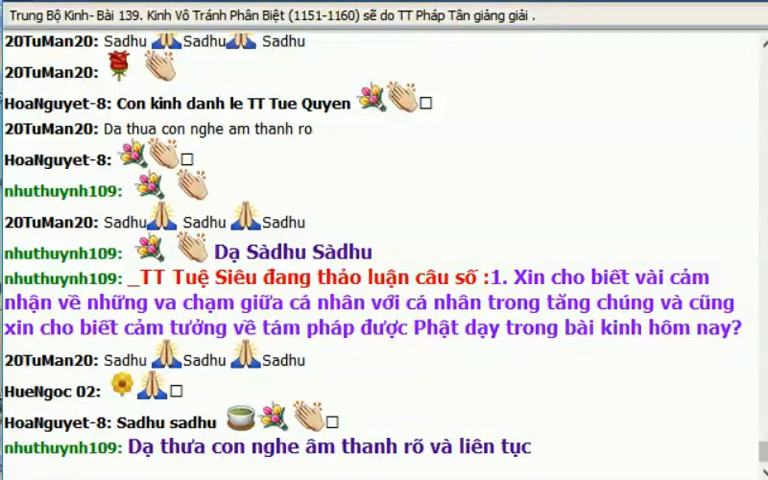 Trung Bộ Kinh- Bài 139. Kinh Vô Tránh Phân Biệt (1151-1160) sẽ do TT Pháp Tân giảng giải .
20TuMan20: Sadhu 🙏Sadhu🙏 Sadhu
20TuMan20: 🌹 👏
HoaNguyet-8: Con kinh danh le TT Tue Quyen 💐👏□
20TuMan20: Da thua con nghe am thanh ro
HoaNguyet-8: 💐👏□
nhuthuynh109: 💐 👏
20TuMan20: Sadhu🙏 Sadhu 🙏Sadhu
nhuthuynh109: 💐 👏 Dạ Sàdhu Sàdhu
nhuthuynh109: _TT Tuệ Siêu đang thảo luận câu số :1. Xin cho biết vài cảm
nhận về những va chạm giữa cá nhân với cá nhân trong tăng chúng và cũng
xin cho biết cảm tưởng về tám pháp được Phật dạy trong bài kinh hôm nay?
20TuMan20: Sadhu 🙏Sadhu 🙏Sadhu
HueNgoc 02: 🌼🙏□
HoaNguyet-8: Sadhu sadhu 🍵💐👏□
nhuthuynh109: Dạ thưa con nghe âm thanh rõ và liên tục